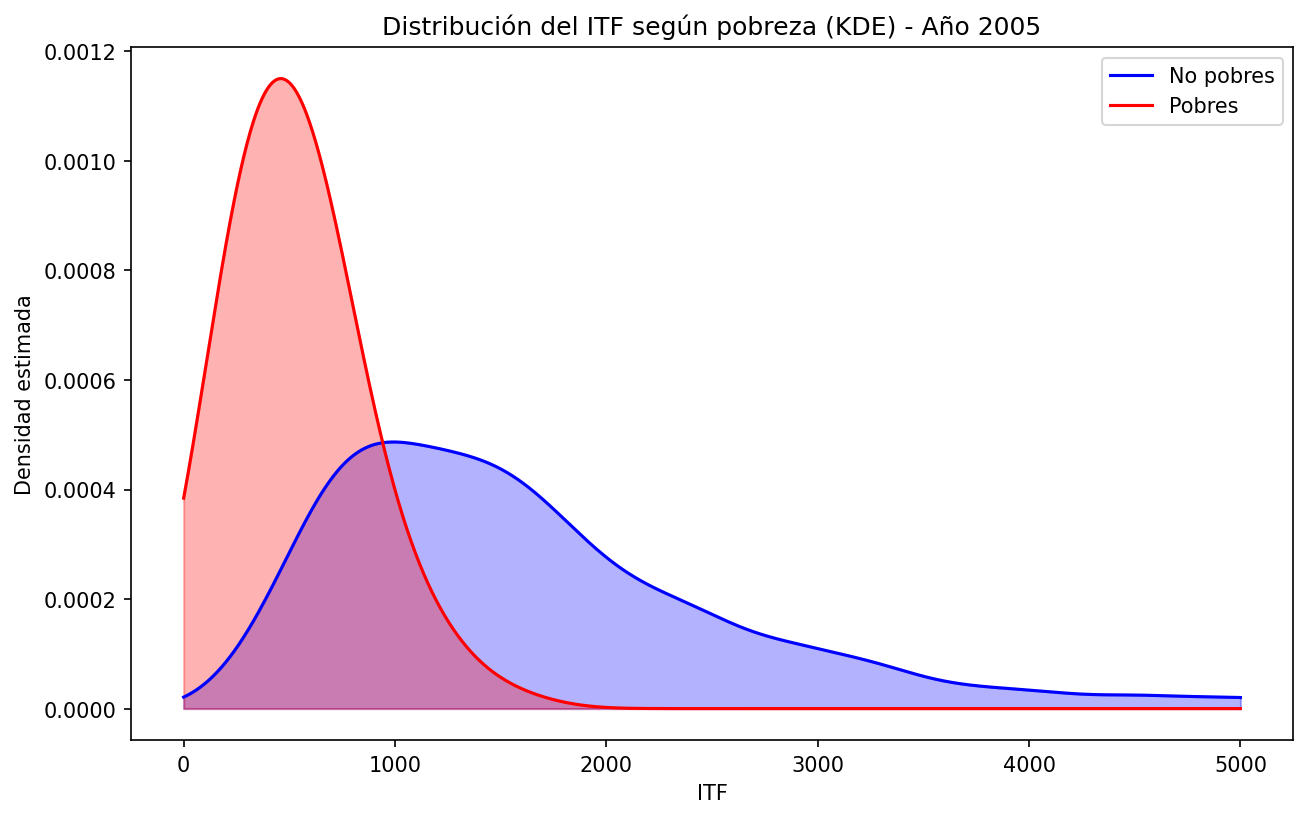 Distribución del ITF según pobreza (KDE) - Año 2005
No pobres
Pobres
Densidad estimada
0.0012
0.0010
0.0008
0.0006
0.0004
0.0002
0.0000
0 1000 2000 3000 4000 5000
ITF